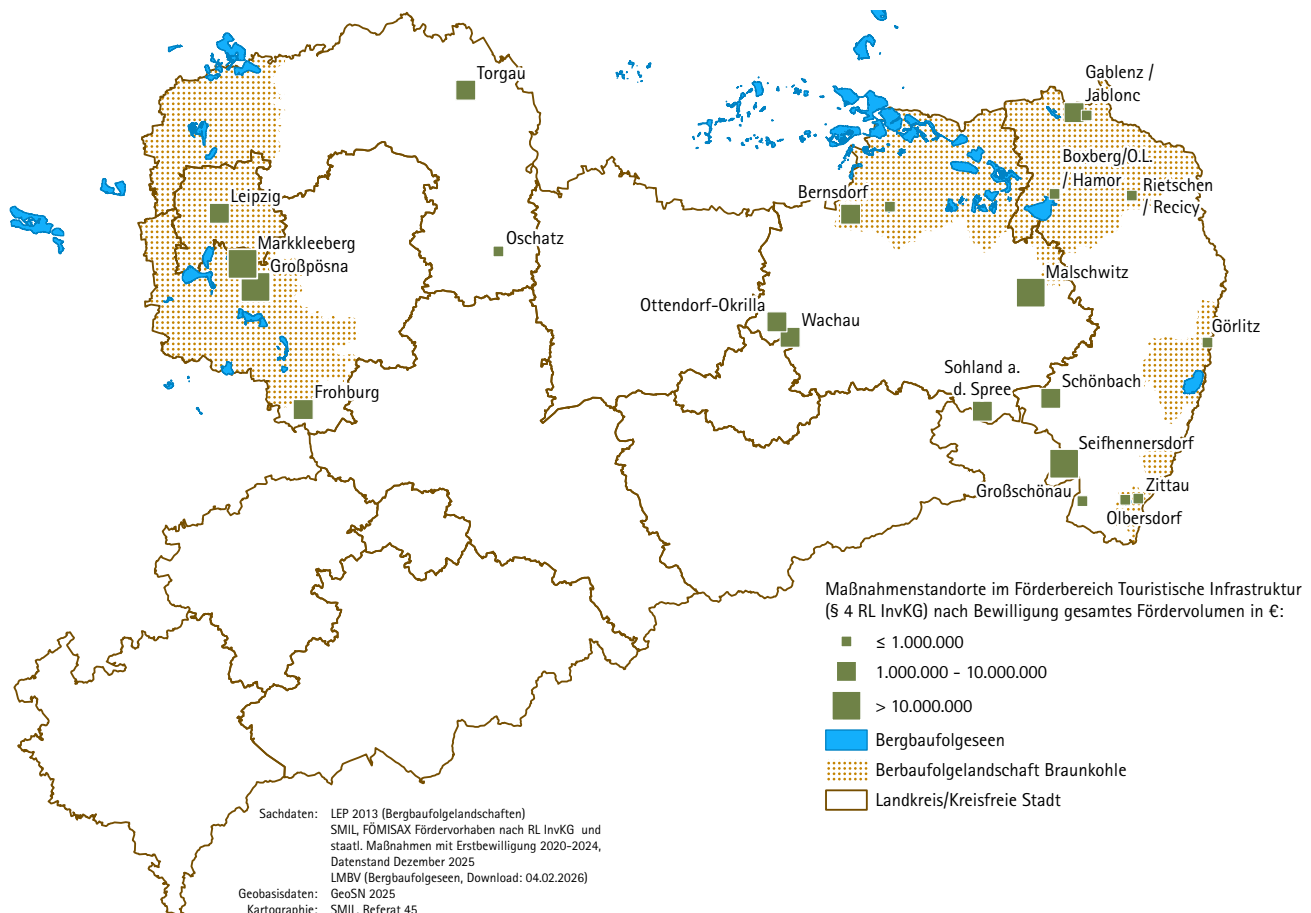 Torgau
Gablenz /
Jabłonc
Boxberg/O.L.
/ Hamor
Rietschen
/ Recicy
Bernsdorf
Leipzig
Markkleeberg
Großpösna
Oschatz
Malschwitz
Ottendorf-Okrilla
Wachau
Görlitz
Sohland a.
d. Spree
Schönbach
Frohburg
Seifhennersdorf
Großschönau
Zittau
Olbersdorf
Maßnahmenstandorte im Förderbereich Touristische Infrastruktur
(§ 4 RL InvKG) nach Bewilligung gesamtes Fördervolumen in €:
≤ 1.000.000
1.000.000 - 10.000.000
> 10.000.000
Bergbaufolgeseen
Berbaufolgelandschaft Braunkohle
Landkreis/Kreisfreie Stadt
Sachdaten: LEP 2013 (Bergbaufolgelandschaften)
SMIL, FÖMISAX Fördervorhaben nach RL InvKG und
staatl. Maßnahmen mit Erstbewilligung 2020-2024,
Datenstand Dezember 2025
LMBV (Bergbaufolgeseen, Download: 04.02.2026)
Geobasisdaten: GeoSN 2025
Kartographie: SMIL, Referat 45